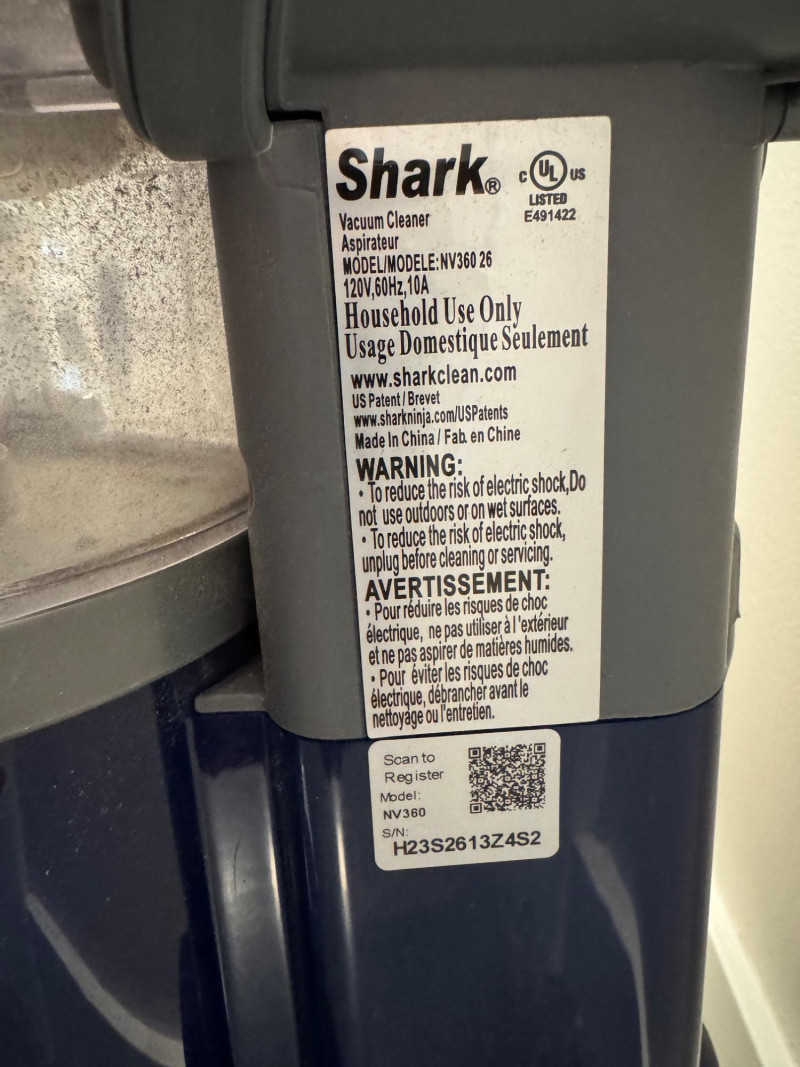 Shark®
C UL US
LISTED
E491422
Vacuum Cleaner
Aspirateur
MODEL/MODELE:NV360 26
120V,60Hz,10A
Household Use Only
Usage Domestique Seulement
www.sharkclean.com
US Patent / Brevet
www.sharkninja.com/USPatents
Made In China / Fab. en Chine
WARNING:
• To reduce the risk of electric shock,Do
not use outdoors or on wet surfaces.
• To reduce the risk of electric shock,
unplug before cleaning or servicing.
AVERTISSEMENT:
• Pour réduire les risques de choc
électrique, ne pas utiliser à l'extérieur
et ne pas aspirer de matières humides.
• Pour éviter les risques de choc
électrique, débrancher avant le
nettoyage ou l'entretien.
Scan to
Register
Model:
NV360
S/N:
H23S2613Z4S2